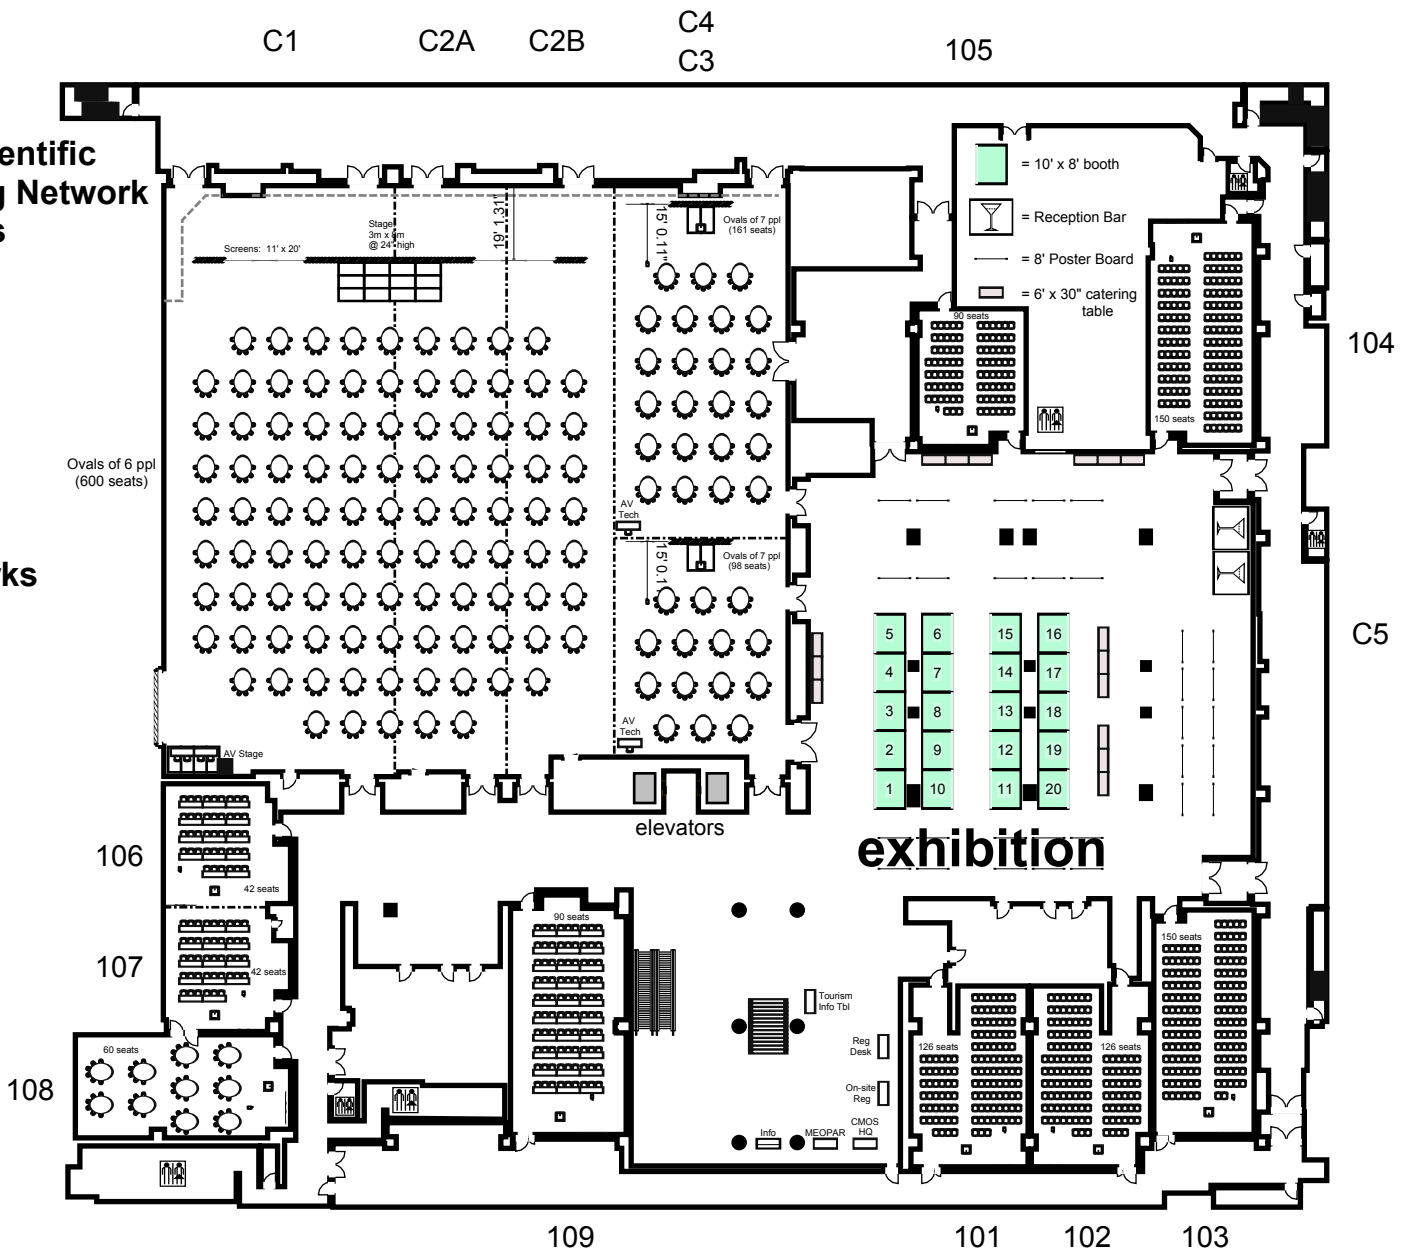 C1
C2A
C2B
C4
C3
105
entific
g Network
s
= 10' x 8' booth
= Reception Bar
= 8' Poster Board
= 6' x 30" catering
table
Stage
@ 24" high
Screens: 11' x 20'
19' 1.31"
15' 0.11"
Ovals of 7 ppl
(161 seats)
90 seats
150 seats
104
Ovals of 6 ppl
(600 seats)
AV
Tech
15' 0.1
Ovals of 7 ppl
(98 seats)
rks
C5
5
6
15
16
4
7
14
17
3
8
13
18
2
9
12
19
1
10
11
20
AV
Tech
AV Stage
elevators
exhibition
106
42 seats
107
42 seats
90 seats
150 seats
Tourism
Info Tbl
Reg
Desk
On-site
Reg
126 seats
126 seats
60 seats
108
Info
MEOPAR
CMOS
HQ
109
101
102
103